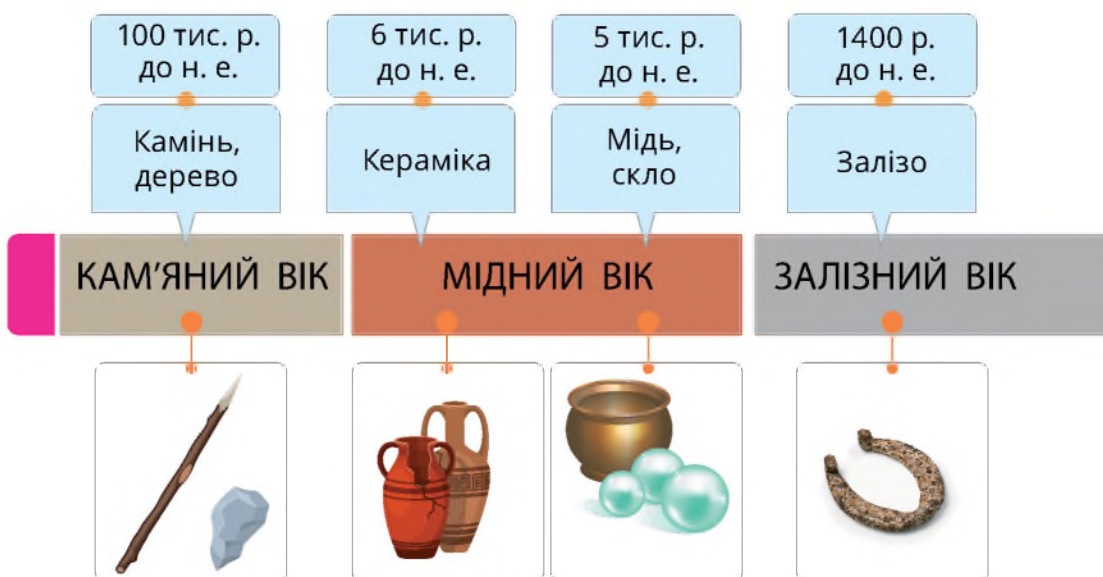 100 тис. р.
до н. е.
6 тис. р.
до н. е.
5 тис. р.
до н. е.
1400 р.
до н. е.
Камінь,
дерево
Кераміка
Мідь,
скло
Залізо
КАМ’ЯНИЙ ВІК
МІДНИЙ ВІК
ЗАЛІЗНИЙ ВІК